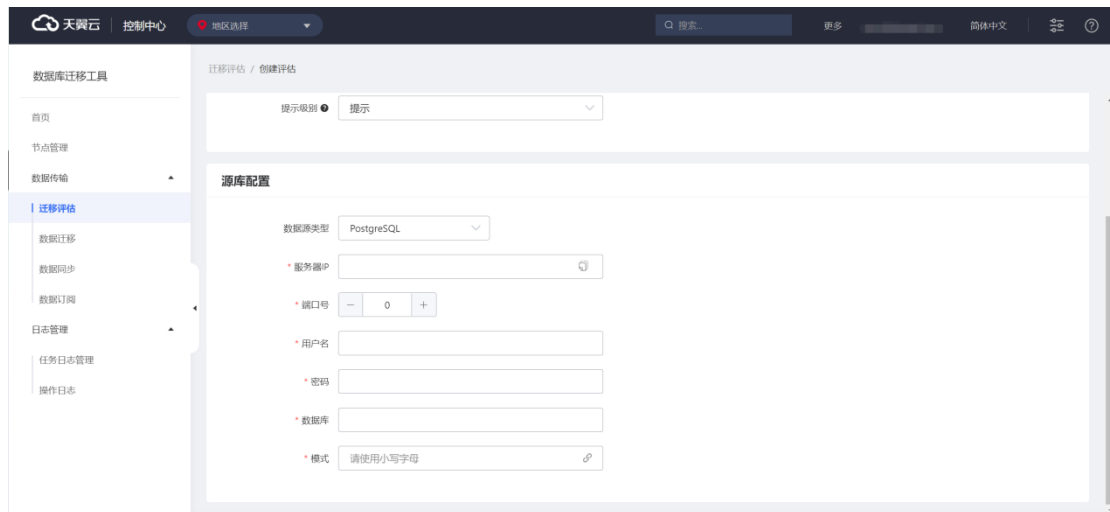 天翼云 控制中心 地区选择 搜索... 更多 简体中文
数据库迁移工具
首页
节点管理
数据传输
迁移评估
数据迁移
数据同步
数据订阅
日志管理
任务日志管理
操作日志
迁移评估 / 创建评估
提示级别 提示
源库配置
数据源类型 PostgreSQL
* 服务器IP
* 端口号 - 0 +
* 用户名
* 密码
* 数据库
* 模式 请使用小写字母